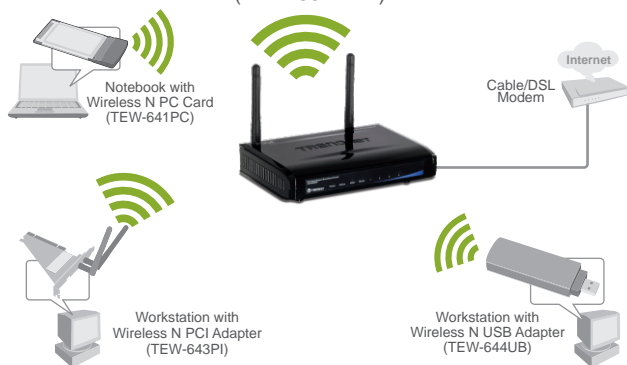 Internet
Notebook with
Wireless N PC Card
(TEW-641PC)
Cable/DSL
Modem
TRENDNET
Workstation with
Wireless N PCI Adapter
(TEW-643PI)
Workstation with
Wireless N USB Adapter
(TEW-644UB)